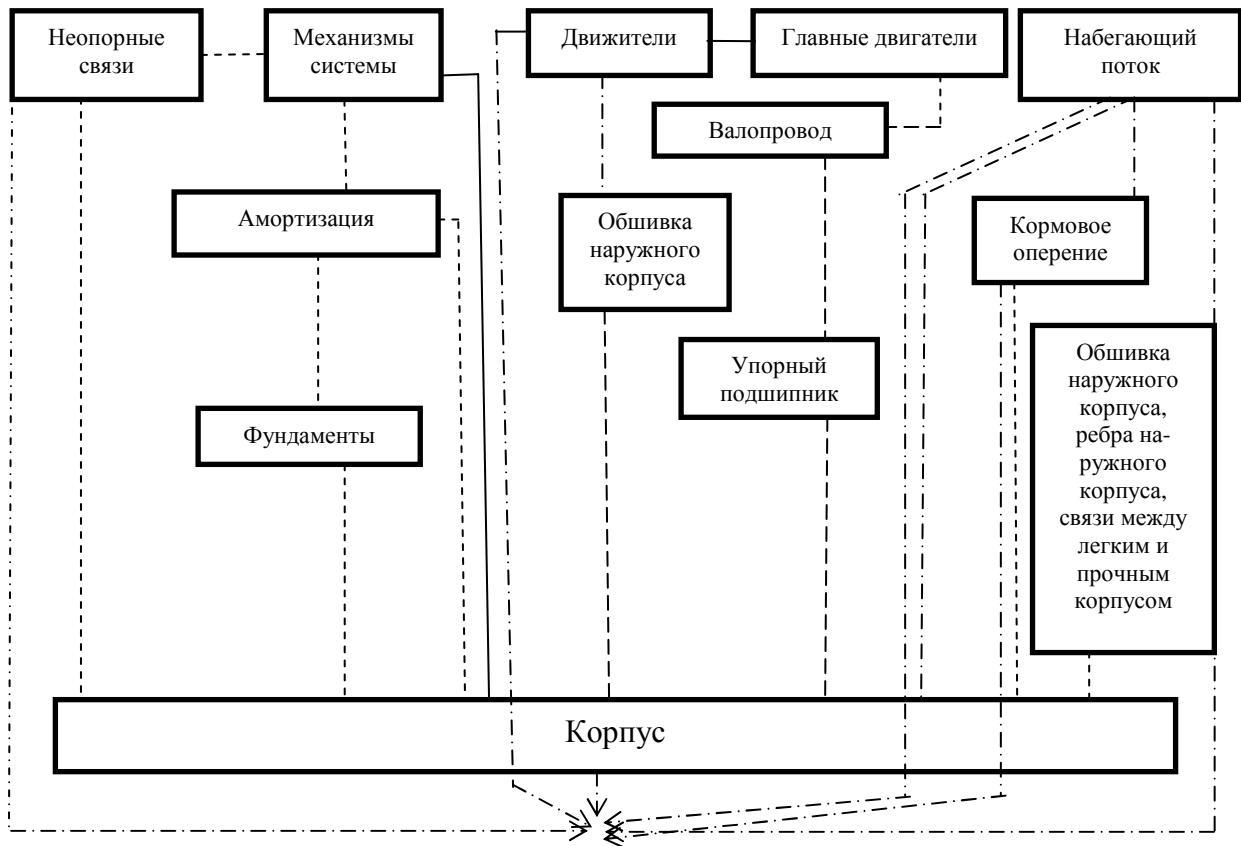 Неопорные
связи
Механизмы
системы
Движители
Главные двигатели
Набегающий
поток
Валопровод
Амортизация
Обшивка
наружного
корпуса
Кормовое
оперение
Упорный
подшипник
Фундаменты
Обшивка
наружного
корпуса,
ребра на-
ружного
корпуса,
связи между
легким и
прочным
корпусом
Корпус